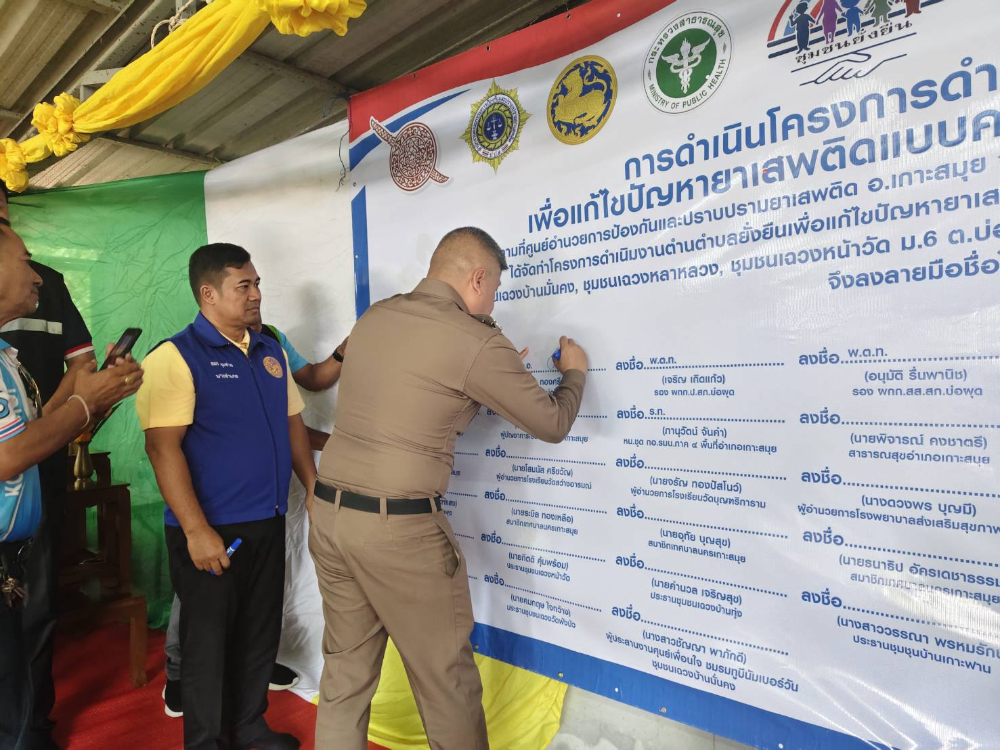 กระทรวงสาธารณสุข
MINISTRY OF PUBLIC HEALTH
ชุมชนยั่งยืน
ป.ป.ส
การดำเนินโครงการดำ
เพื่อแก้ไขปัญหายาเสพติดแบบค
ตามที่ศูนย์อำนวยการป้องกันและปราบปรามยาเสพติด อ.เกาะสมุย
ได้จัดทำโครงการดำเนินงานตำบลยั่งยืนเพื่อแก้ไขปัญหายาเส
นเฉวงบ้านมั่นคง, ชุมชนเฉวงหลาหลวง, ชุมชนเฉวงหน้าวัด ม.6 ต.บ่อ
จึงลงลายมือชื่อ
ลงชื่อ พ.ต.ท.
(เจริญ เกิดแก้ว)
รอง ผกก.ป.สภ.บ่อผุด
ลงชื่อ พ.ต.ท.
(อนุมัติ รื่นพานิช)
รอง ผกก.สส.สภ.บ่อผุด
ลงชื่อ ร.ท.
(ภานุวัฒน์ จันคำ)
หน.ชุด กอ.รมน.ภาค ๔ พื้นที่อำเภอเกาะสมุย
ลงชื่อ
(นายพิจารณ์ คงชาตรี)
สาธารณสุขอำเภอเกาะสมุย
ลงชื่อ
(นายโสมนัส ศรีขวัญ)
ผู้อำนวยการโรงเรียนวัดสว่างอารมณ์
ลงชื่อ
(นายจรัญ ทองปัสโนว์)
ผู้อำนวยการโรงเรียนวัดบุญฑริการาม
ลงชื่อ
(นางดวงพร บุญมี)
ผู้อำนวยการโรงพยาบาลส่งเสริมสุขภาพ
ลงชื่อ
(นายระบิล ทองเหลือ)
สมาชิกเทศบาลนครเกาะสมุย
ลงชื่อ
(นายอุทัย บุญสุข)
สมาชิกเทศบาลนครเกาะสมุย
ลงชื่อ
(นายธนาธิป อัครเดชาธรรม
สมาชิกเทศบาลนครเกาะสมุย
ลงชื่อ
(นายกิตติ คุ้มพร้อม)
ประธานชุมชนเฉวงหน้าวัด
ลงชื่อ
(นายคำนวล เจริญสุข)
ประธานชุมชนเฉวงบ้านทุ่ง
ลงชื่อ
(นางสาววรรณา พรหมรักษ
ประธานชุมชนบ้านเกาะฟาน
ลงชื่อ
(นายคมกฤษ ใจกว้าง)
ประธานชุมชนเฉวงวัดพังบัว
ลงชื่อ
(นางสาวชัญญา พาภักดี)
ผู้ประสานงานศูนย์เพื่อนใจ ชมรมทูบีนัมเบอร์วัน
ชุมชนเฉวงบ้านมั่นคง
นายอำเภอ